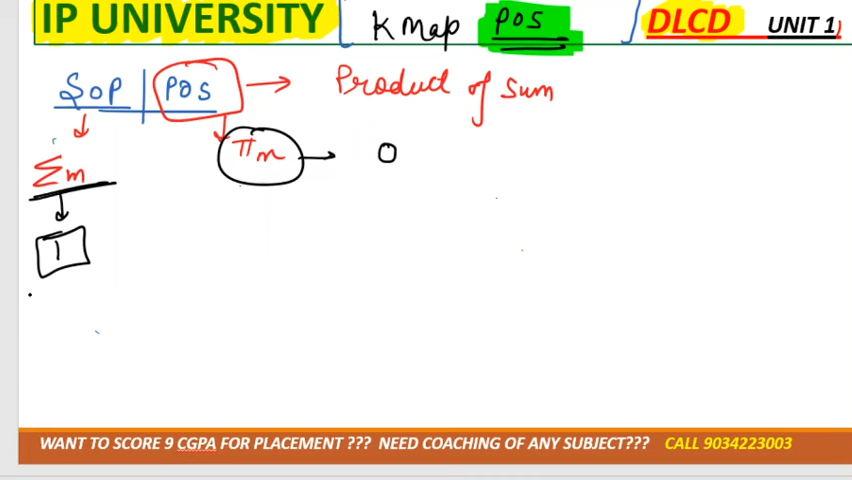 IP UNIVERSITY K Map POS DLCD UNIT 1)
SOP | POS → Product of sum
Σm πm → 0
1
WANT TO SCORE 9 CGPA FOR PLACEMENT ??? NEED COACHING OF ANY SUBJECT??? CALL 9034223003